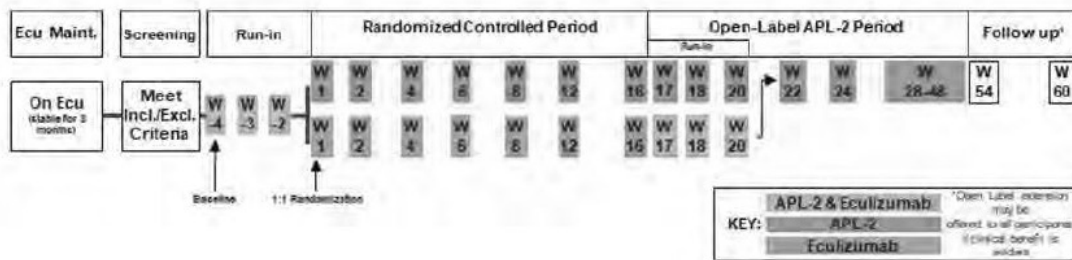 Ecu Maint.
Screening
Run-in
Randomized Controlled Period
Open-Label APL-2 Period
Run-in
Follow up¹
On Ecu
(stable for 3
months)
Meet
Incl./Excl.
Criteria
W -4 W -3 W -2
W 1 W 2 W 4 W 6 W 8 W 12 W 16 W 17 W 18 W 20
W 22 W 24 W 28-48
W 54 W 60
W 1 W 2 W 4 W 6 W 8 W 12 W 16 W 17 W 18 W 20
Baseline
1:1 Randomization
KEY:
APL-2 & Eculizumab
APL-2
Eculizumab
¹Open Label extension
may be
offered to all participants
if clinical benefit is
evident